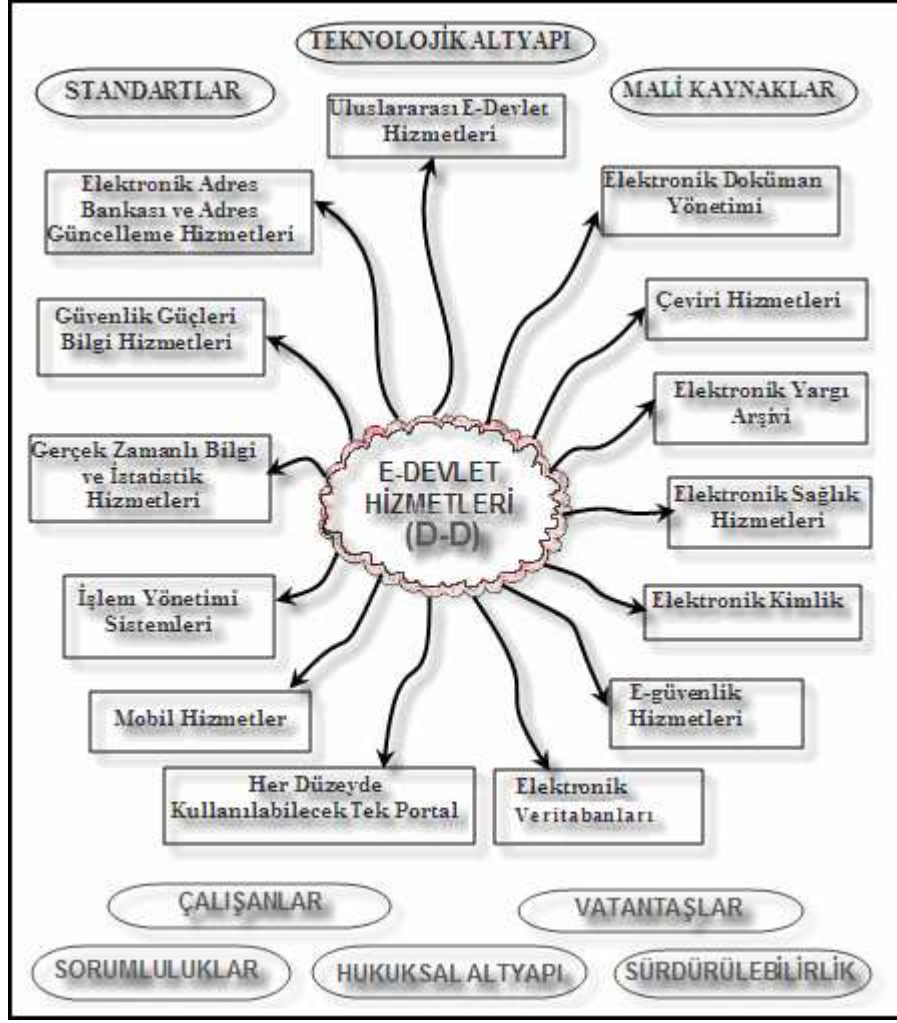 TEKNOLOJİK ALTYAPI
STANDARTLAR
MALİ KAYNAKLAR
Uluslararası E-Devlet
Hizmetleri
Elektronik Adres
Bankası ve Adres
Güncelleme Hizmetleri
Elektronik Doküman
Yönetimi
Güvenlik Güçleri
Bilgi Hizmetleri
Çeviri Hizmetleri
Elektronik Yargı
Arşivi
Gerçek Zamanlı Bilgi
ve İstatistik
Hizmetleri
E-DEVLET
HİZMETLERİ
(D-D)
Elektronik Sağlık
Hizmetleri
İşlem Yönetimi
Sistemleri
Elektronik Kimlik
Mobil Hizmetler
E-güvenlik
Hizmetleri
Her Düzeyde
Kullanılabilecek Tek Portal
Elektronik
Veritabanları
ÇALIŞANLAR
VATANTAŞLAR
SORUMLULUKLAR
HUKUKSAL ALTYAPI
SÜRDÜRÜLEBİLİRLİK